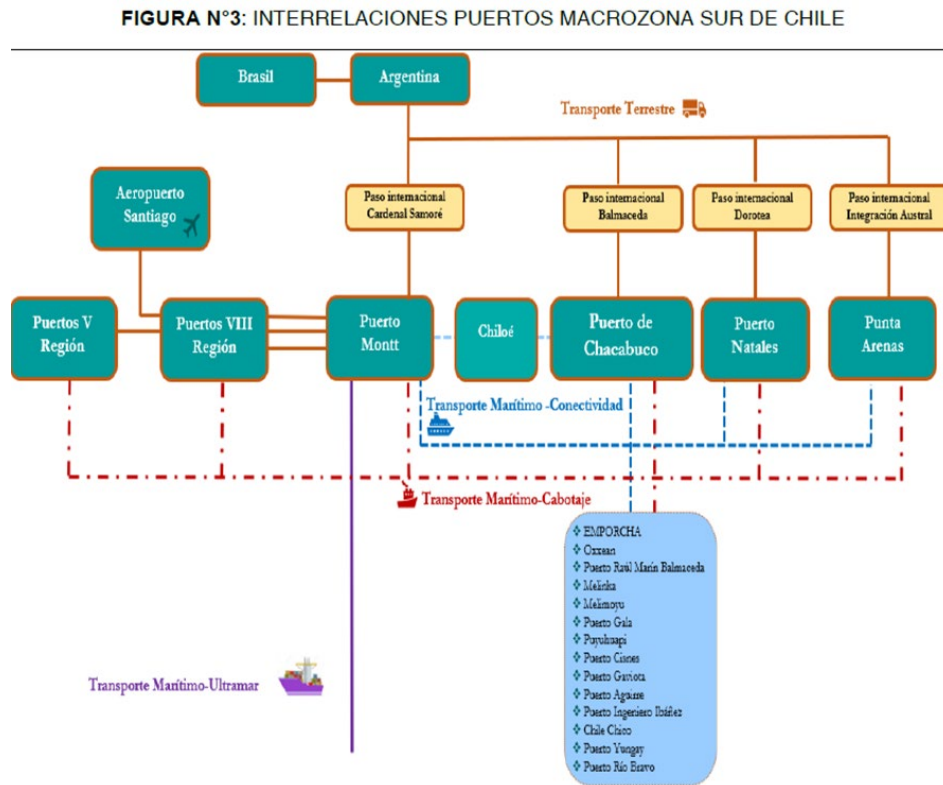 FIGURA N°3: INTERRELACIONES PUERTOS MACROZONA SUR DE CHILE
Brasil
Argentina
Transporte Terrestre
Aeropuerto
Santiago
Paso internacional
Cardenal Samoré
Paso internacional
Balmaceda
Paso internacional
Dorotea
Paso internacional
Integración Austral
Puertos V
Región
Puertos VIII
Región
Puerto
Montt
Chiloé
Puerto de
Chacabuco
Puerto
Natales
Punta
Arenas
Transporte Marítimo -Conectividad
Transporte Marítimo-Cabotaje
❖ EMPORCHA
❖ Oxxean
❖ Puerto Raúl Marín Balmaceda
❖ Melinka
❖ Melimoyu
❖ Puerto Gala
❖ Puyuhuapi
❖ Puerto Cisnes
❖ Puerto Gaviota
❖ Puerto Aguirre
❖ Puerto Ingeniero Ibáñez
❖ Chile Chico
❖ Puerto Yungay
❖ Puerto Río Bravo
Transporte Marítimo-Ultramar